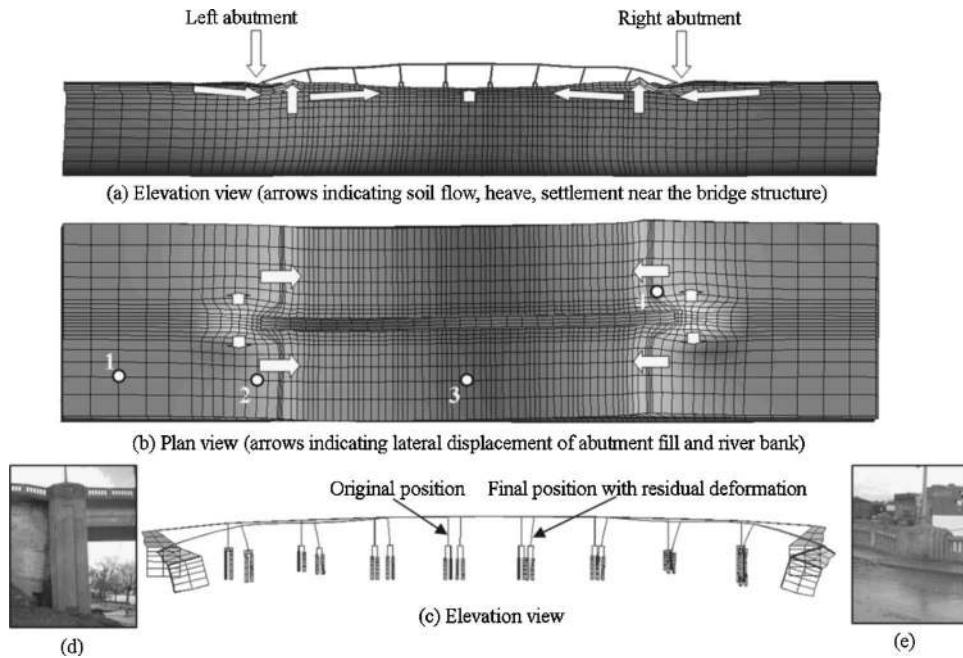 Left abutment
Right abutment
(a) Elevation view (arrows indicating soil flow, heave, settlement near the bridge structure)
1
2
3
4
(b) Plan view (arrows indicating lateral displacement of abutment fill and river bank)
Original position
Final position with residual deformation
(c) Elevation view
(d)
(e)